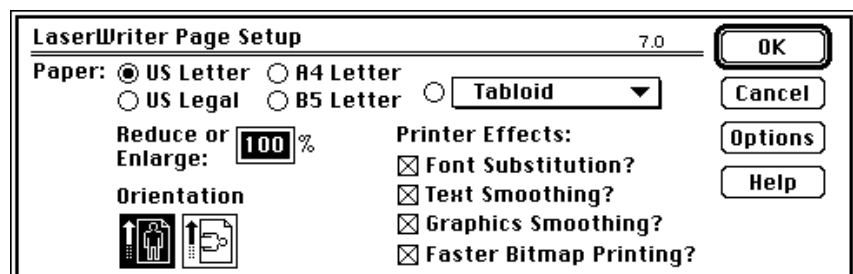 LaserWriter Page Setup 7.0 OK
Paper: US Letter A4 Letter
US Legal B5 Letter Tabloid Cancel
Reduce or 100 % Printer Effects: Options
Enlarge: Font Substitution?
Text Smoothing? Help
Orientation
Graphics Smoothing?
Faster Bitmap Printing?